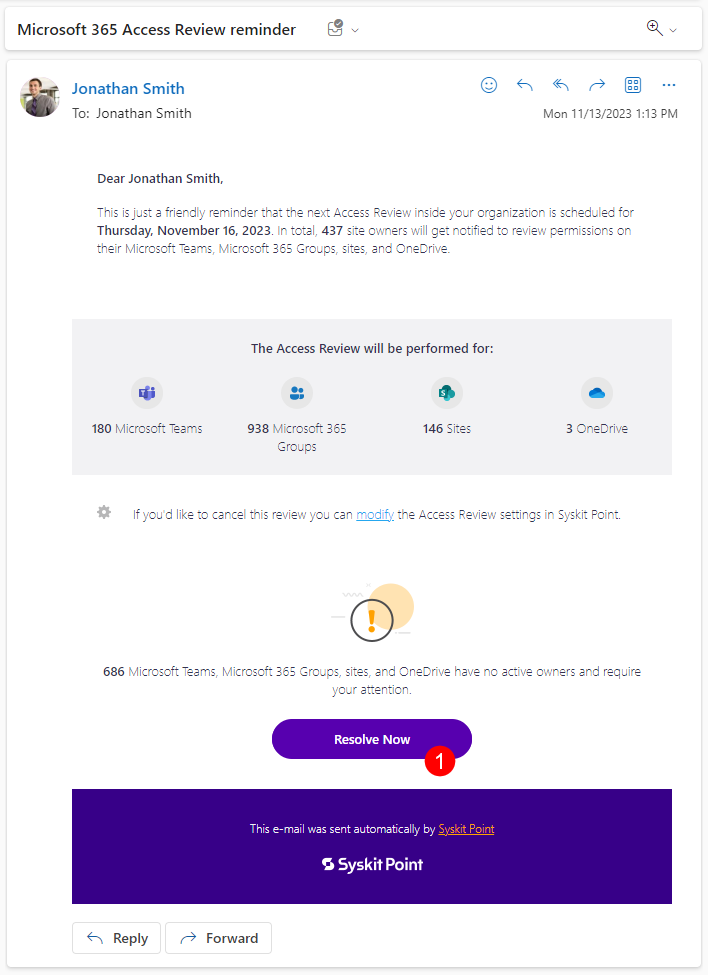 Microsoft 365 Access Review reminder
Jonathan Smith
To: Jonathan Smith
Mon 11/13/2023 1:13 PM
Dear Jonathan Smith,
This is just a friendly reminder that the next Access Review inside your organization is scheduled for
Thursday, November 16, 2023. In total, 437 site owners will get notified to review permissions on
their Microsoft Teams, Microsoft 365 Groups, sites, and OneDrive.
The Access Review will be performed for:
180 Microsoft Teams
938 Microsoft 365
Groups
146 Sites
3 OneDrive
If you'd like to cancel this review you can modify the Access Review settings in Syskit Point.
686 Microsoft Teams, Microsoft 365 Groups, sites, and OneDrive have no active owners and require
your attention.
Resolve Now
1
This e-mail was sent automatically by Syskit Point
Syskit Point
Reply
Forward